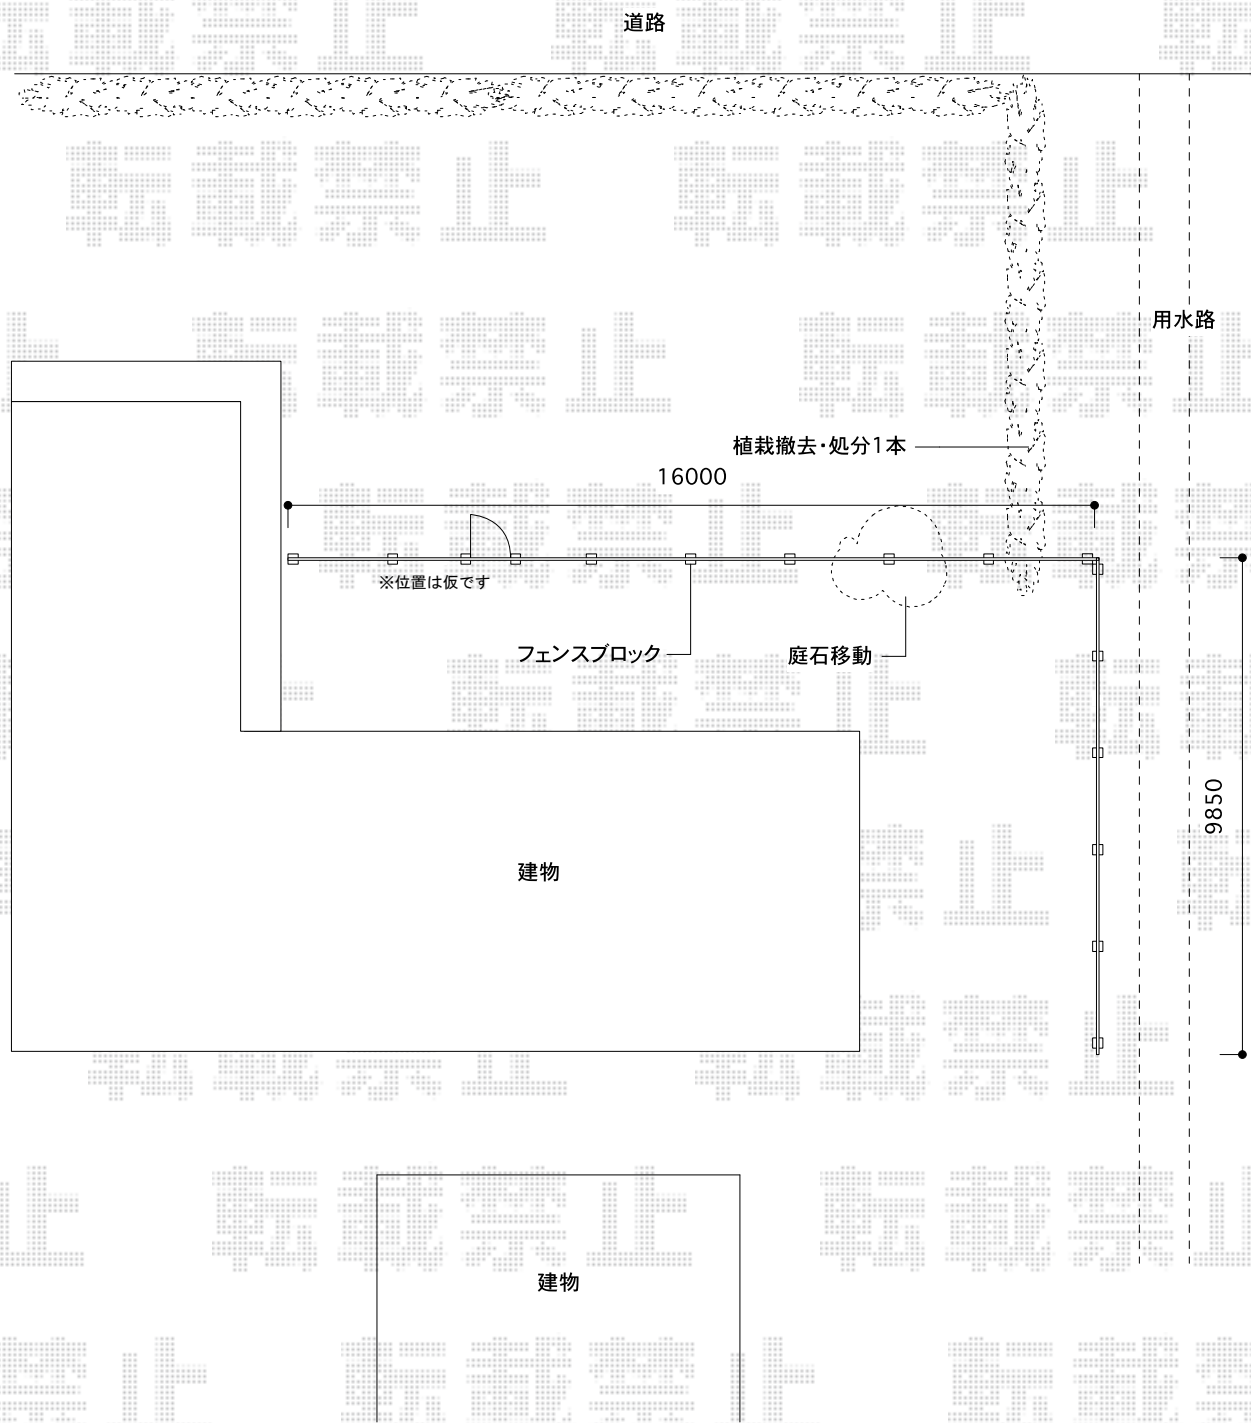 道路
用水路
植栽撤去・処分1本
16000
※位置は仮です
フェンスブロック
庭石移動
9850
建物
建物
転載禁止